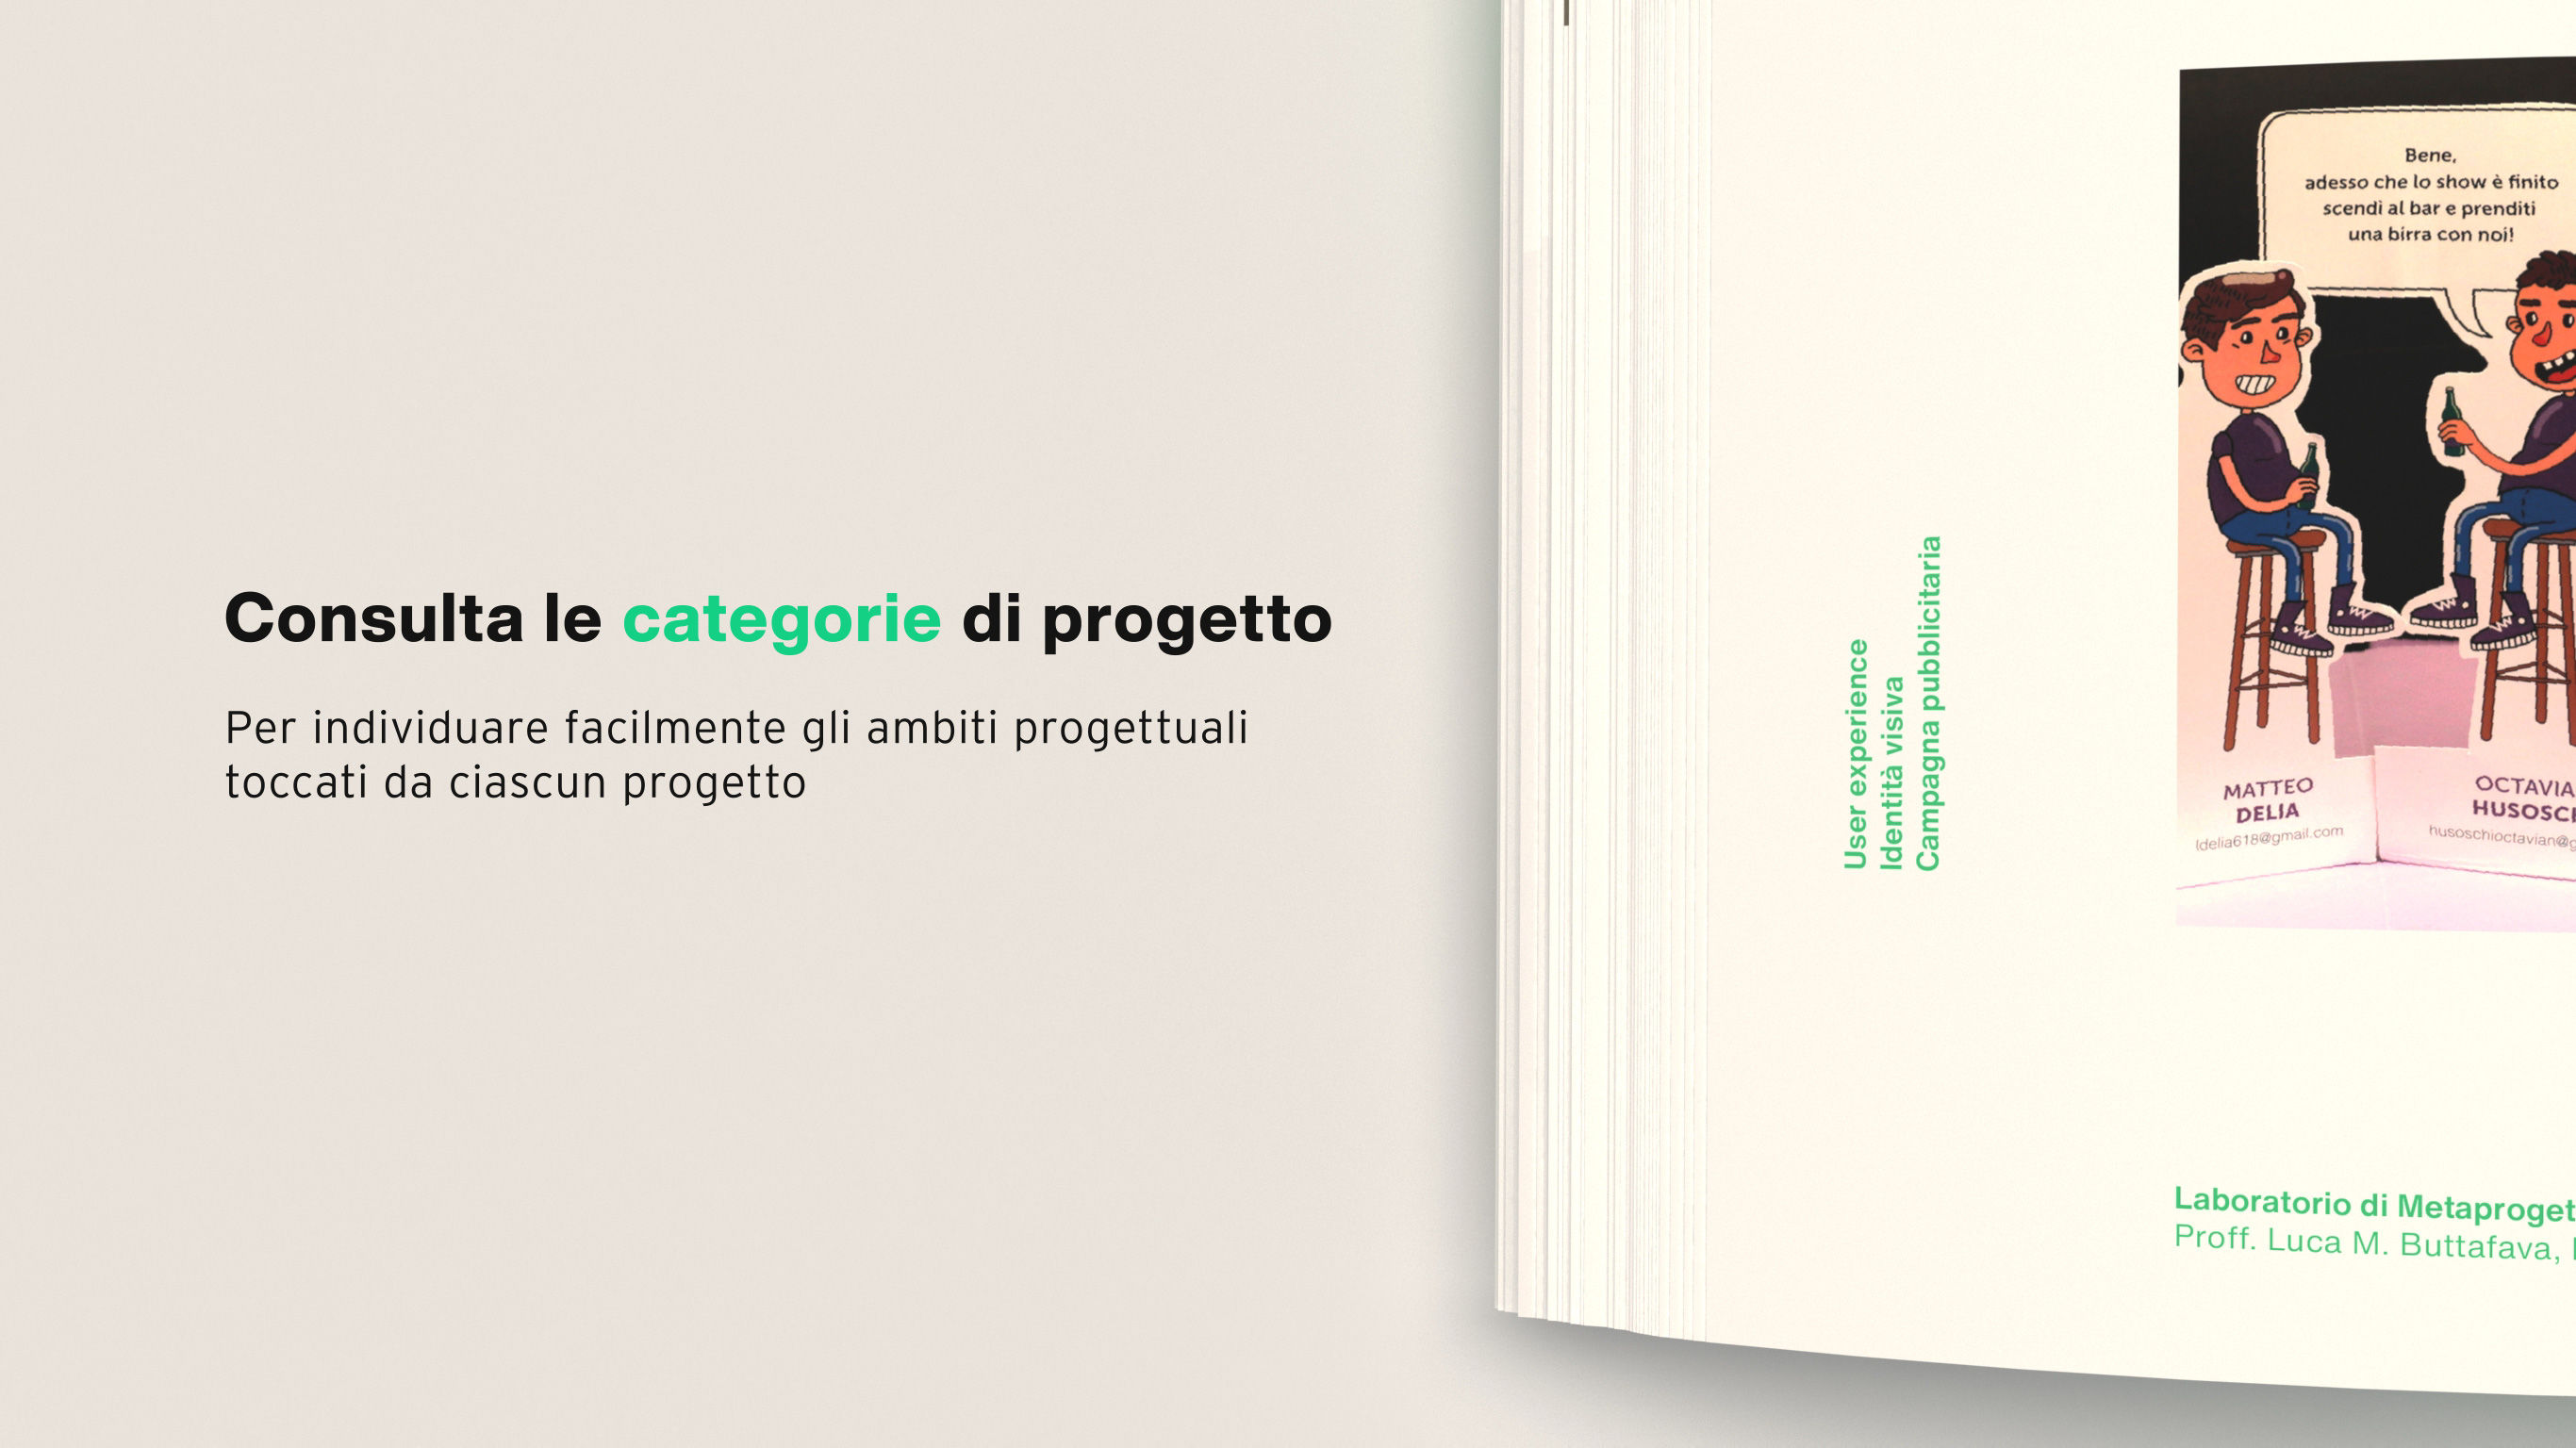 Consulta le categorie di progetto
Per individuare facilmente gli ambiti progettuali
toccati da ciascun progetto
User experience
Identità visiva
Campagna pubblicitaria
Bene,
adesso che lo show è finito
scendi al bar e prenditi
una birra con noi!
MATTEO
DELIA
ldelia618@gmail.com
OCTAVIA
HUSOSC
husoschioctavian@g
Laboratorio di Metaproget
Proff. Luca M. Buttafava,